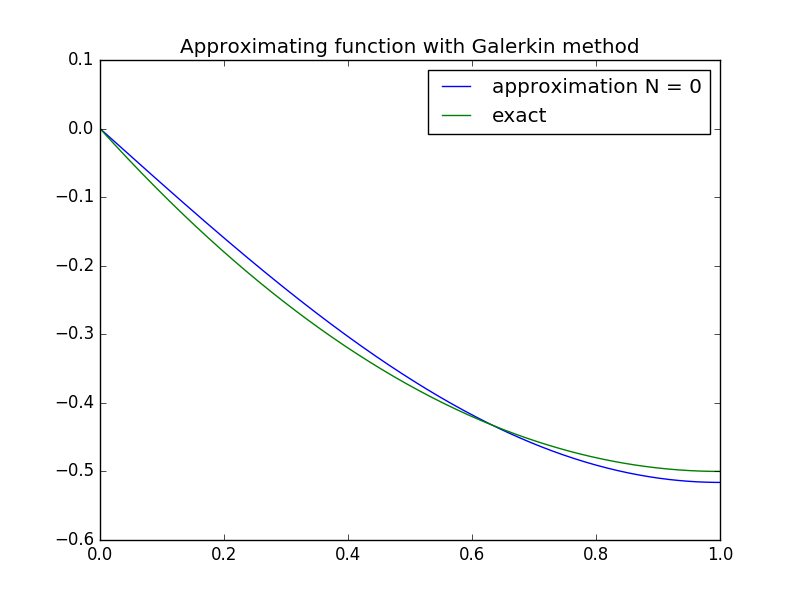 Approximating function with Galerkin method
0.1
0.0
−0.1
−0.2
−0.3
−0.4
−0.5
−0.6
approximation N = 0
exact
0.0 0.2 0.4 0.6 0.8 1.0